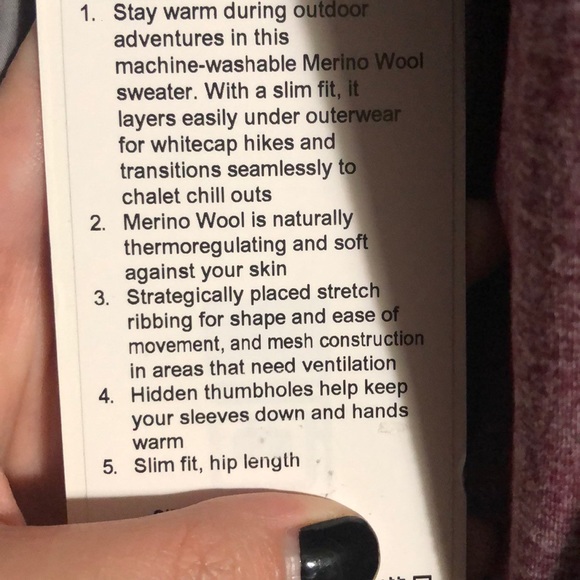 1. Stay warm during outdoor
adventures in this
machine-washable Merino Wool
sweater. With a slim fit, it
layers easily under outerwear
for whitecap hikes and
transitions seamlessly to
chalet chill outs
2. Merino Wool is naturally
thermoregulating and soft
against your skin
3. Strategically placed stretch
ribbing for shape and ease of
movement, and mesh construction
in areas that need ventilation
4. Hidden thumbholes help keep
your sleeves down and hands
warm
5. Slim fit, hip length